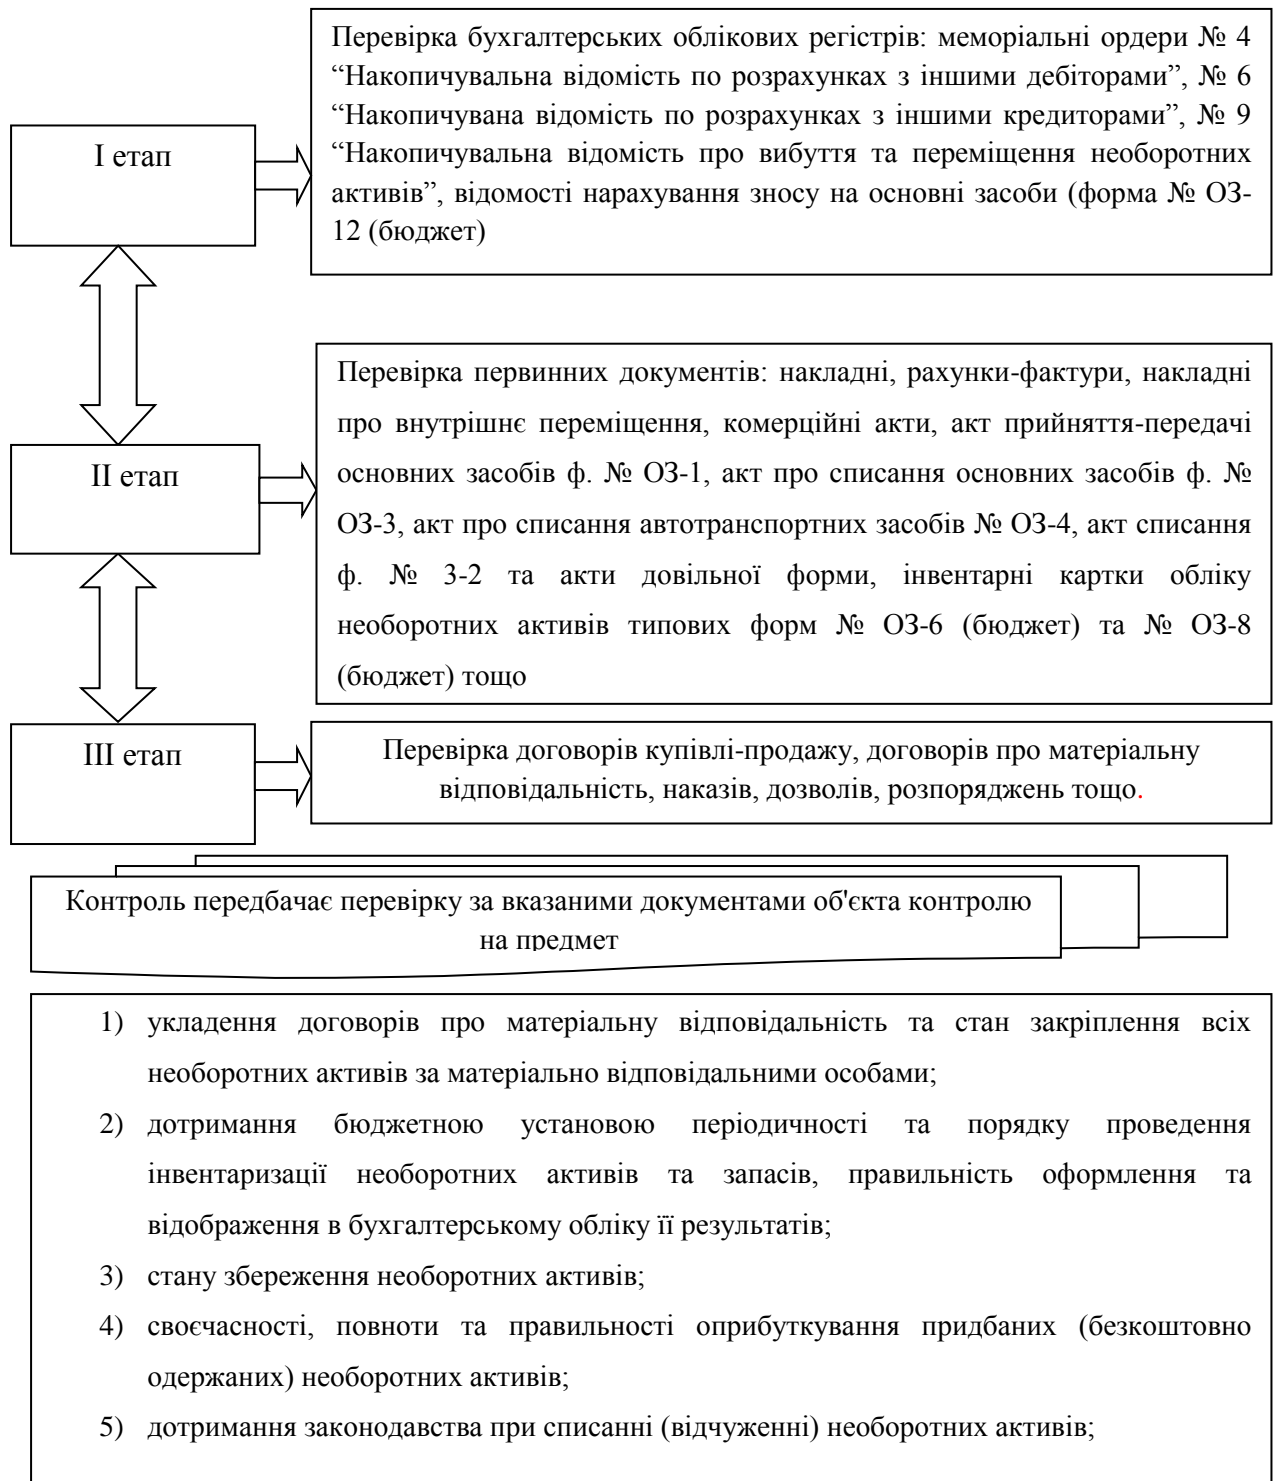 Перевірка бухгалтерських облікових регістрів: меморіальні ордери № 4
“Накопичувальна відомість по розрахунках з іншими дебіторами”, № 6
“Накопичувана відомість по розрахунках з іншими кредиторами”, № 9
“Накопичувальна відомість про вибуття та переміщення необоротних
активів”, відомості нарахування зносу на основні засоби (форма № ОЗ-
12 (бюджет)
І етап
Перевірка первинних документів: накладні, рахунки-фактури, накладні
про внутрішнє переміщення, комерційні акти, акт прийняття-передачі
основних засобів ф. № ОЗ-1, акт про списання основних засобів ф. №
ОЗ-3, акт про списання автотранспортних засобів № ОЗ-4, акт списання
ф. № З-2 та акти довільної форми, інвентарні картки обліку
необоротних активів типових форм № ОЗ-6 (бюджет) та № ОЗ-8
(бюджет) тощо
ІІ етап
ІІІ етап
Перевірка договорів купівлі-продажу, договорів про матеріальну
відповідальність, наказів, дозволів, розпоряджень тощо.
Контроль передбачає перевірку за вказаними документами об'єкта контролю
на предмет
1) укладення договорів про матеріальну відповідальність та стан закріплення всіх
необоротних активів за матеріально відповідальними особами;
2) дотримання бюджетною установою періодичності та порядку проведення
інвентаризації необоротних активів та запасів, правильність оформлення та
відображення в бухгалтерському обліку її результатів;
3) стану збереження необоротних активів;
4) своєчасності, повноти та правильності оприбуткування придбаних (безкоштовно
одержаних) необоротних активів;
5) дотримання законодавства при списанні (відчуженні) необоротних активів;